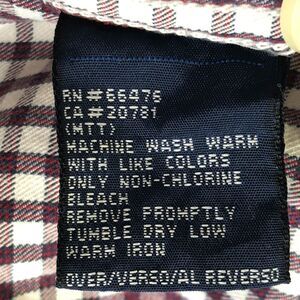 RN#66476
CA#20781
(MTT)
MACHINE WASH WARM
WITH LIKE COLORS
ONLY NON-CHLORINE
BLEACH
REMOVE PROMPTLY
TUMBLE DRY LOW
WARM IRON
OVER/VERSO/AL REVERSO